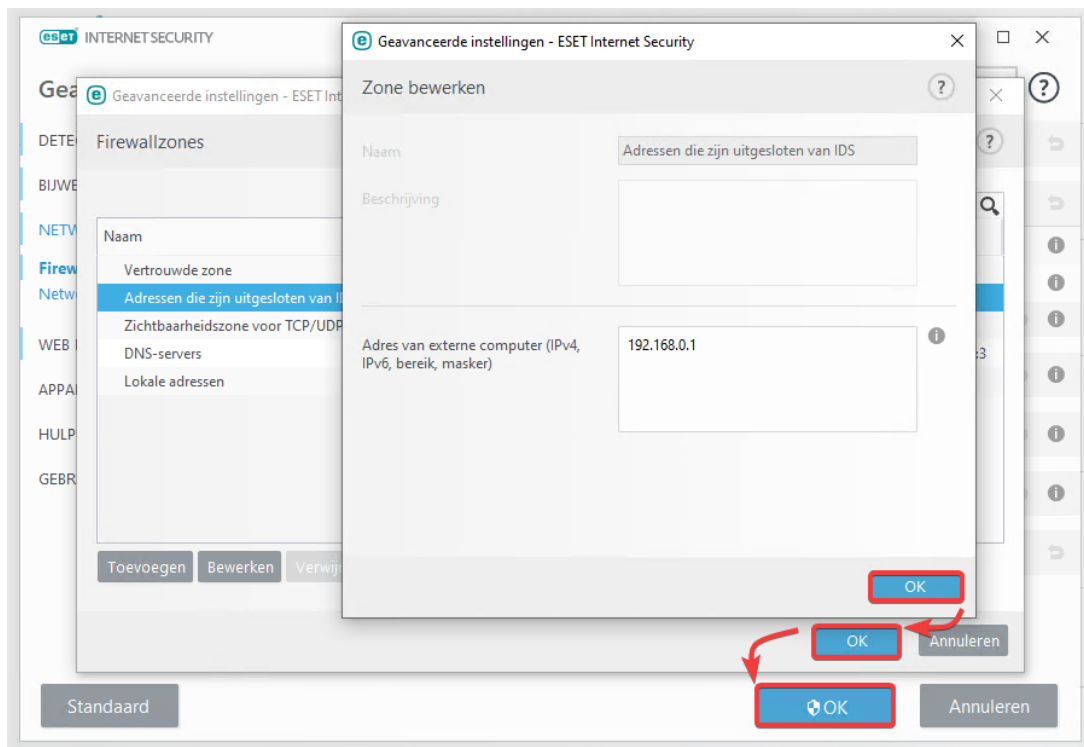 eset INTERNET SECURITY
Geavanceerde instellingen - ESET Internet Security
Gea
Geavanceerde instellingen - ESET Int
Zone bewerken
?
?
DETE
Firewallzones
?
Naam
Adressen die zijn uitgesloten van IDS
BIJWE
Beschrijving
NETW
Naam
Firew
Vertrouwde zone
Netw
Adressen die zijn uitgesloten van I
Zichtbaarheidszone voor TCP/UDP
WEB
Adres van externe computer (IPv4,
IPv6, bereik, masker)
192.168.0.1
DNS-servers
:3
Lokale adressen
APPA
HULP
GEBR
Toevoegen
Bewerken
Verwij
OK
OK
Annuleren
Standaard
OK
Annuleren